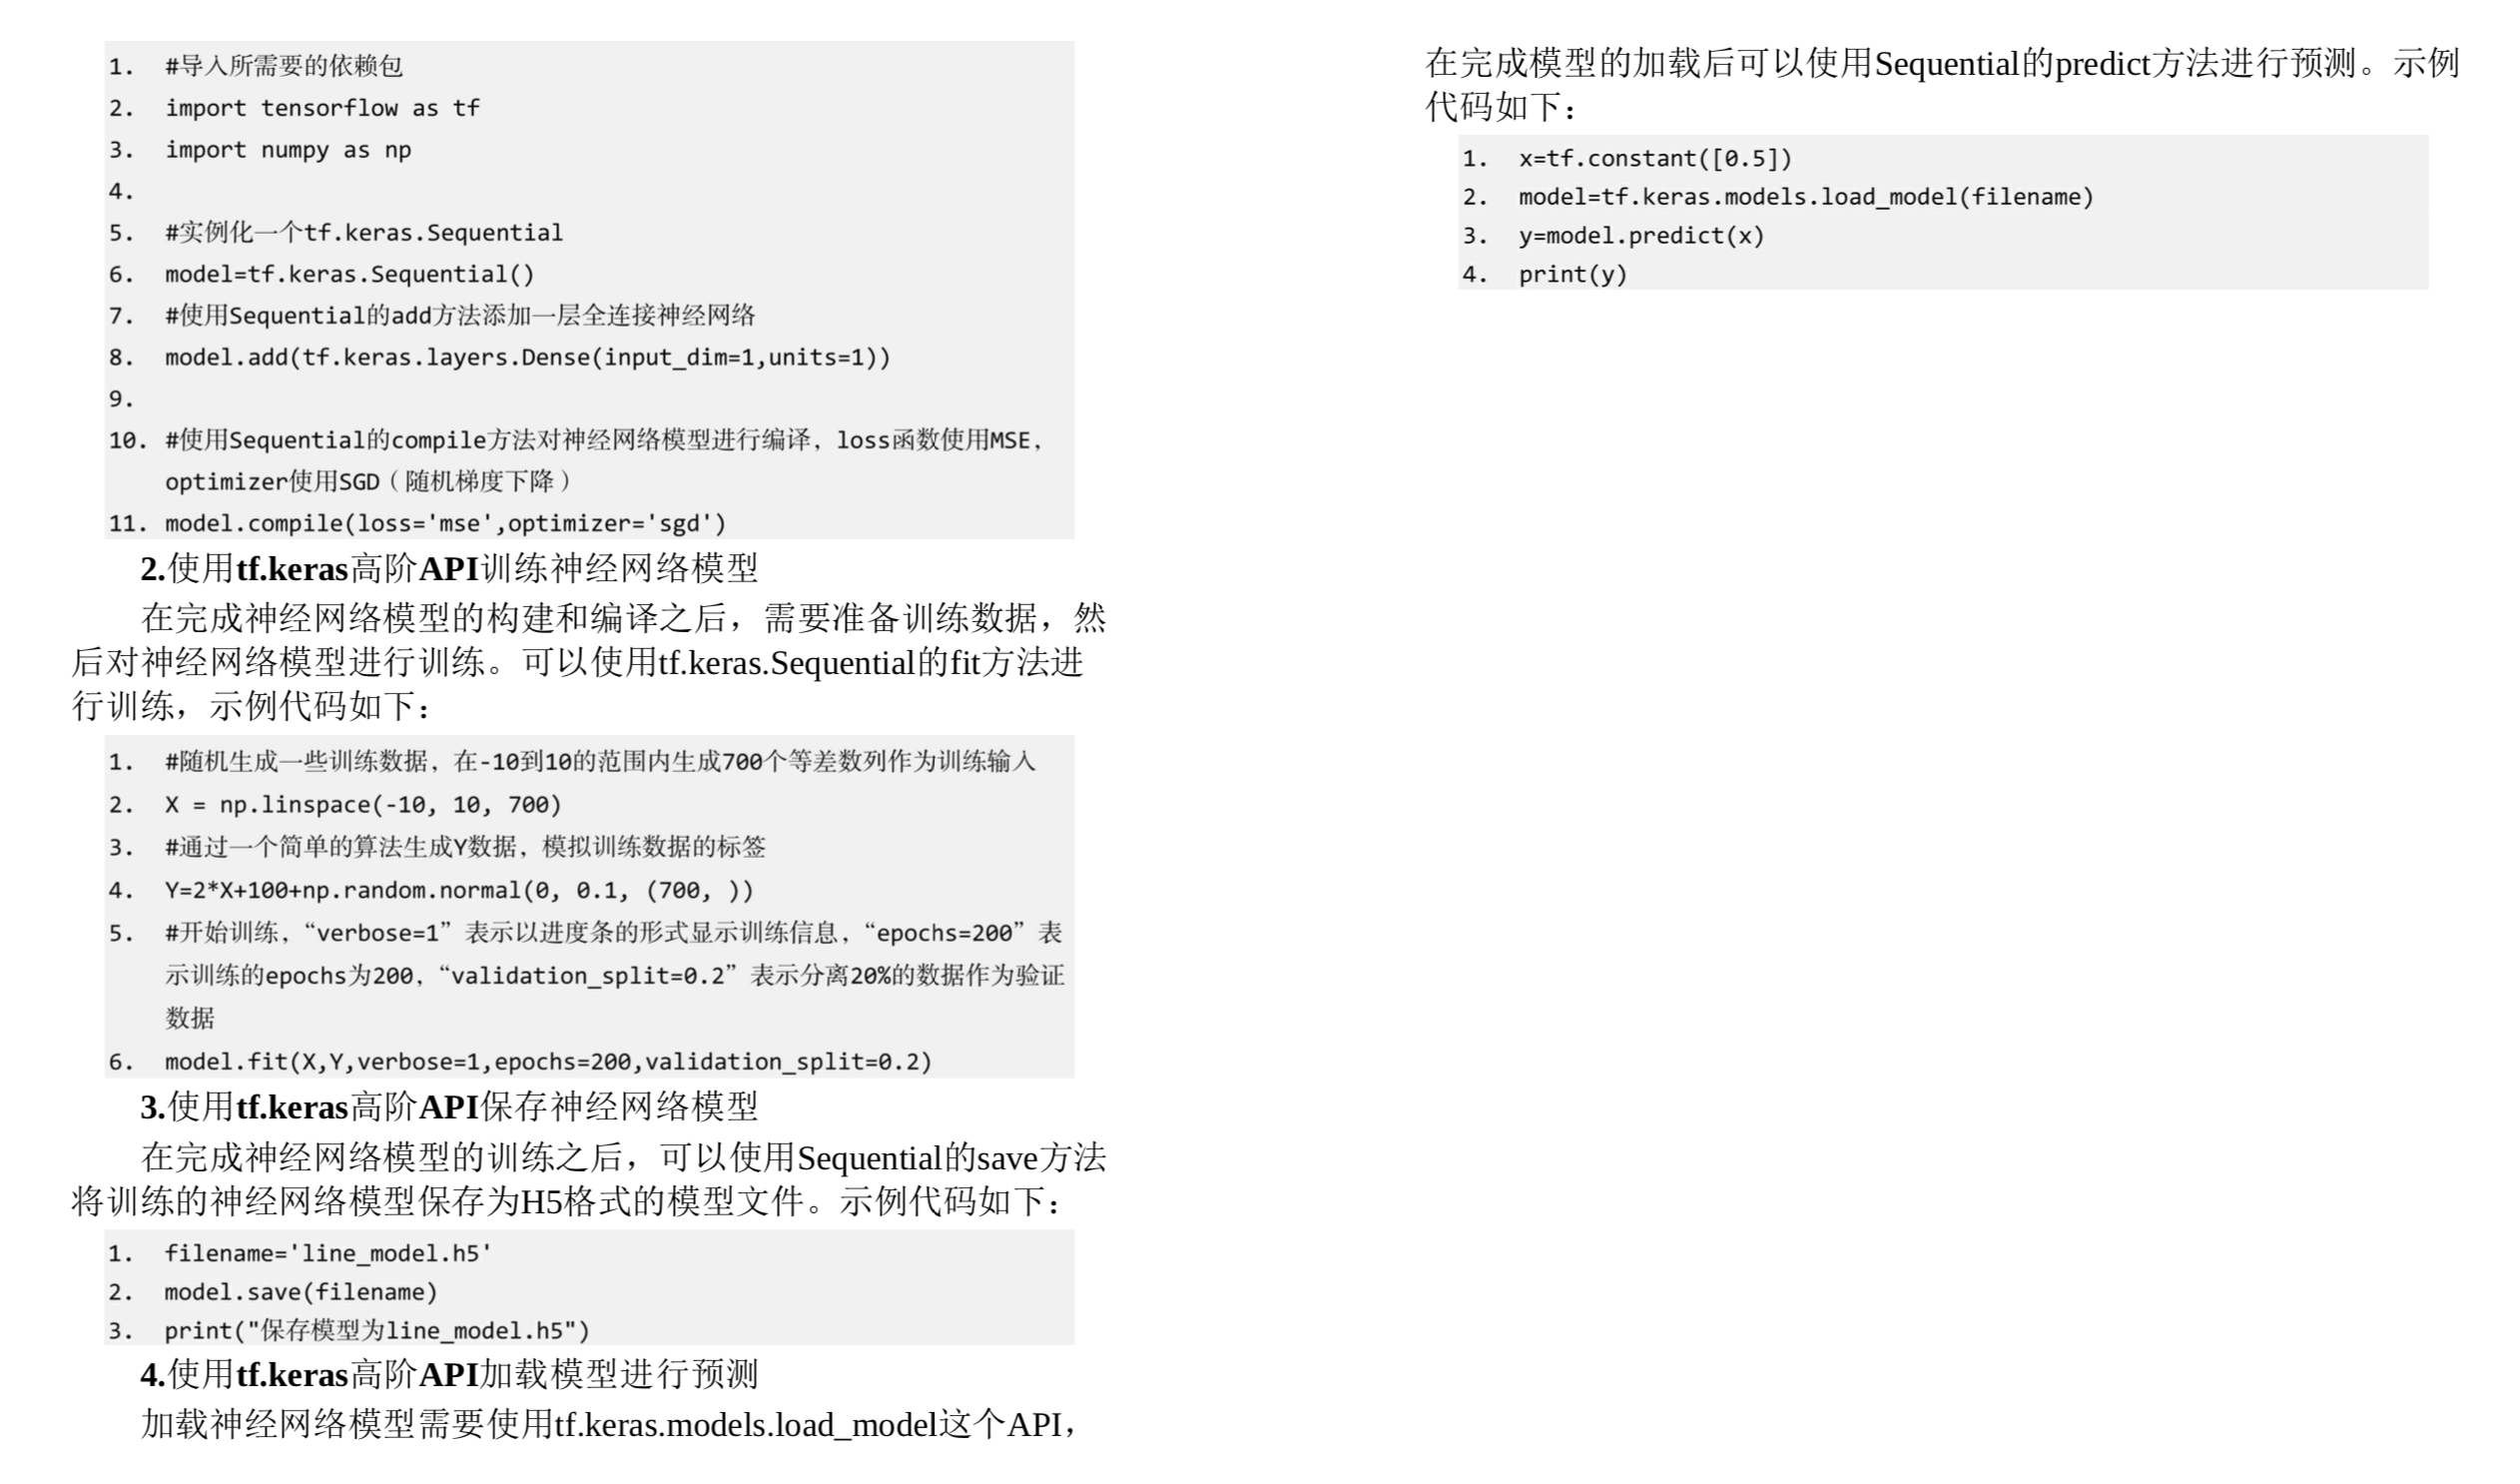 1. #导入所需要的依赖包
2. import tensorflow as tf
3. import numpy as np
4.
5. #实例化一个tf.keras.Sequential
6. model=tf.keras.Sequential()
7. #使用Sequential的add方法添加一层全连接神经网络
8. model.add(tf.keras.layers.Dense(input_dim=1,units=1))
9.
10. #使用Sequential的compile方法对神经网络模型进行编译，loss函数使用MSE，
optimizer使用SGD（随机梯度下降）
11. model.compile(loss='mse',optimizer='sgd')
2.使用tf.keras高阶API训练神经网络模型
在完成神经网络模型的构建和编译之后，需要准备训练数据，然
后对神经网络模型进行训练。可以使用tf.keras.Sequential的fit方法进
行训练，示例代码如下：
1. #随机生成一些训练数据，在-10到10的范围内生成700个等差数列作为训练输入
2. X = np.linspace(-10, 10, 700)
3. #通过一个简单的算法生成Y数据，模拟训练数据的标签
4. Y=2*X+100+np.random.normal(0, 0.1, (700, ))
5. #开始训练，“verbose=1”表示以进度条的形式显示训练信息，“epochs=200”表
示训练的epochs为200，“validation_split=0.2”表示分离20%的数据作为验证
数据
6. model.fit(X,Y,verbose=1,epochs=200,validation_split=0.2)
3.使用tf.keras高阶API保存神经网络模型
在完成神经网络模型的训练之后，可以使用Sequential的save方法
将训练的神经网络模型保存为H5格式的模型文件。示例代码如下：
1. filename='line_model.h5'
2. model.save(filename)
3. print("保存模型为line_model.h5")
4.使用tf.keras高阶API加载模型进行预测
加载神经网络模型需要使用tf.keras.models.load_model这个API，
在完成模型的加载后可以使用Sequential的predict方法进行预测。示例
代码如下：
1. x=tf.constant([0.5])
2. model=tf.keras.models.load_model(filename)
3. y=model.predict(x)
4. print(y)